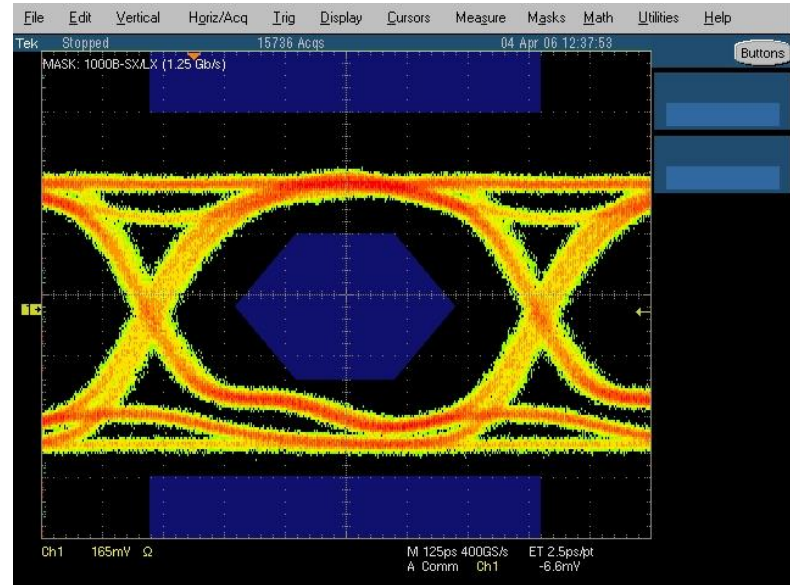 File Edit Vertical Horiz/Acq Trig Display Cursors Measure Masks Math Utilities Help
Tek Stopped 15736 Acqs 04 Apr 06 12:37:53 Buttons
MASK: 1000B-SX/LX (1.25 Gb/s)
1
Ch1 165mV Ω M 125ps 400GS/s ET 2.5ps/pt
A Comm Ch1 -6.6mV